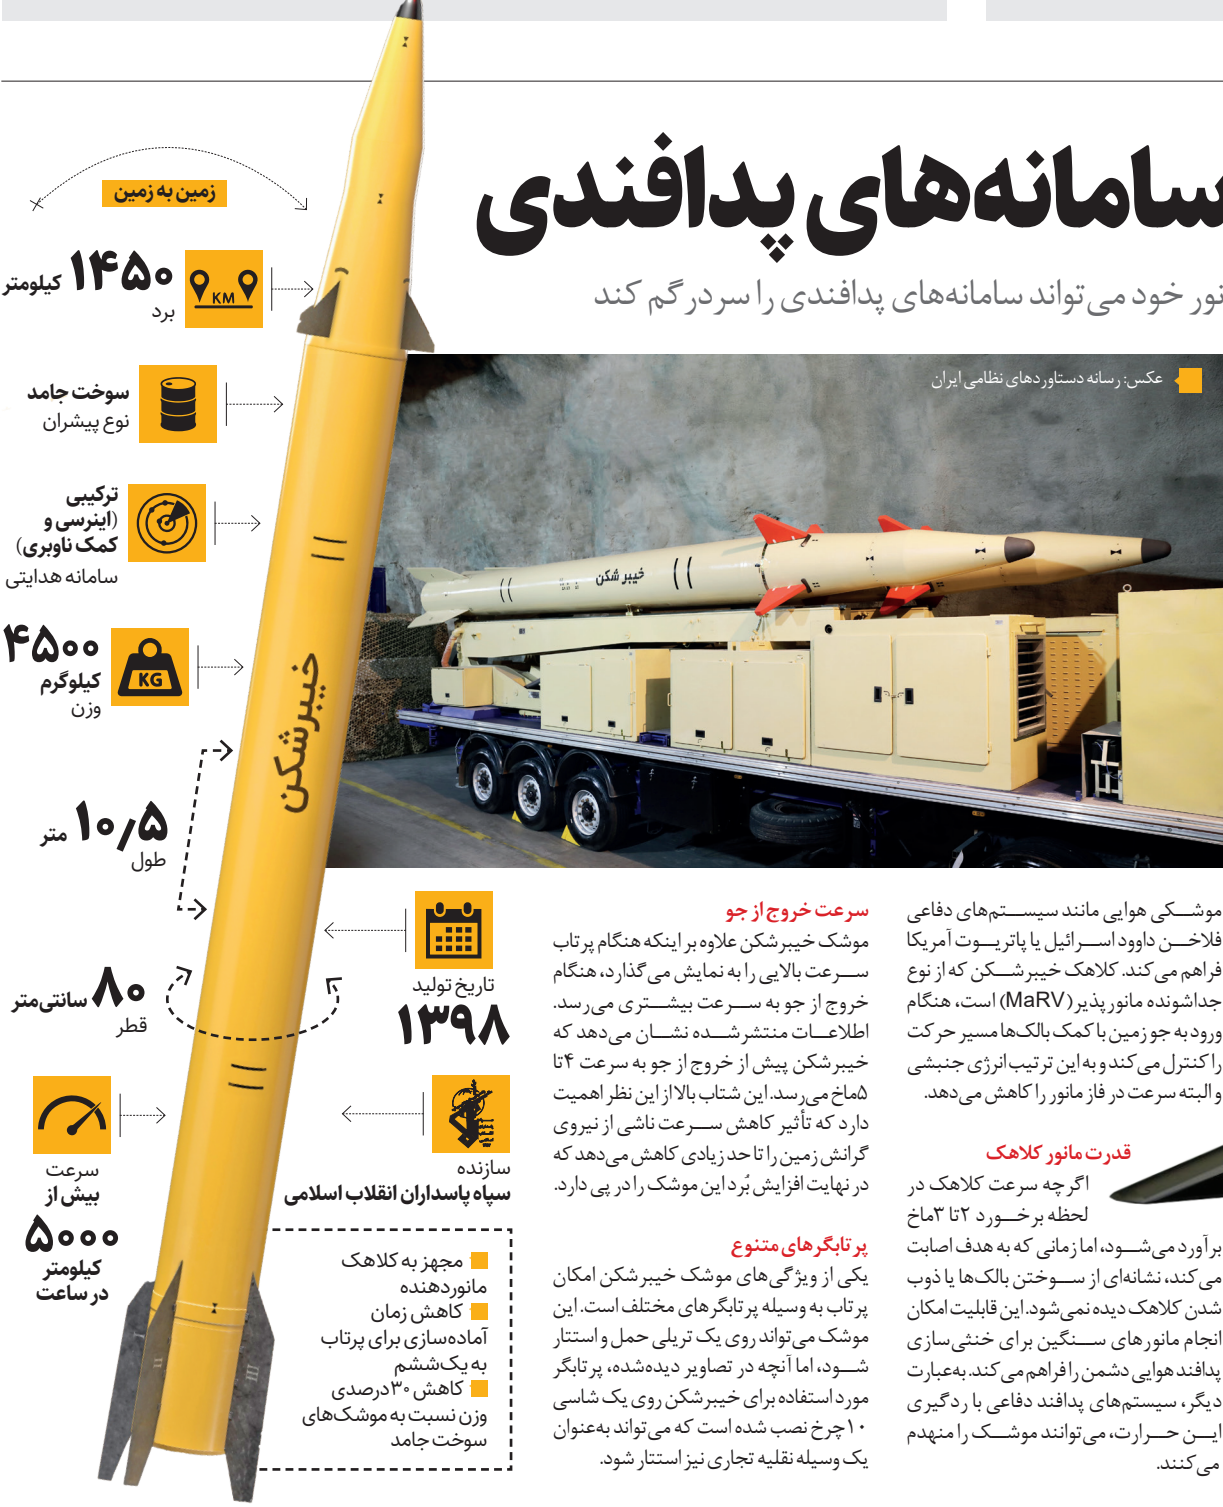 سامانه‌های پدافندی
نور خود می‌تواند سامانه‌های پدافندی را سردرگم کند
عکس: رسانه دستاوردهای نظامی ایران
خیبر شکن
زمین به زمین
۱۴۵۰ کیلومتر
برد
KM
سوخت جامد
نوع پیشران
ترکیبی
(اینرسی و
کمک ناوبری)
سامانه هدایتی
۴۵۰۰
کیلوگرم
وزن
KG
خیبرشکن
۱۰٫۵ متر
طول
۸۰ سانتی‌متر
قطر
سرعت
بیش از
۵۰۰۰
کیلومتر
در ساعت
تاریخ تولید
۱۳۹۸
سازنده
سپاه پاسداران انقلاب اسلامی
مجهز به کلاهک
مانوردهنده
کاهش زمان
آماده‌سازی برای پرتاب
به یک‌ششم
کاهش ۳۰درصدی
وزن نسبت به موشک‌های
سوخت جامد
I
II
III
موشکی هوایی مانند سیستم‌های دفاعی
فلاخن داوود اسرائیل یا پاتریوت آمریکا
فراهم می‌کند. کلاهک خیبرشکن که از نوع
جداشونده مانورپذیر (MaRV) است، هنگام
ورود به جو زمین با کمک بالک‌ها مسیر حرکت
را کنترل می‌کند و به این ترتیب انرژی جنبشی
و البته سرعت در فاز مانور را کاهش می‌دهد.
قدرت مانور کلاهک
اگرچه سرعت کلاهک در
لحظه برخورد ۲تا ۳ماخ
برآورد می‌شود، اما زمانی که به هدف اصابت
می‌کند، نشانه‌ای از سوختن بالک‌ها یا ذوب
شدن کلاهک دیده نمی‌شود. این قابلیت امکان
انجام مانورهای سنگین برای خنثی‌سازی
پدافند هوایی دشمن را فراهم می‌کند. به‌عبارت
دیگر، سیستم‌های پدافند دفاعی با ردگیری
این حرارت، می‌توانند موشک را منهدم
می‌کنند.
سرعت خروج از جو
موشک خیبرشکن علاوه بر اینکه هنگام پرتاب
سرعت بالایی را به نمایش می‌گذارد، هنگام
خروج از جو به سرعت بیشتری می‌رسد.
اطلاعات منتشرشده نشان می‌دهد که
خیبرشکن پیش از خروج از جو به سرعت ۴تا
۵ماخ می‌رسد. این شتاب بالا از این نظر اهمیت
دارد که تأثیر کاهش سرعت ناشی از نیروی
گرانش زمین را تا حد زیادی کاهش می‌دهد که
در نهایت افزایش بُرد این موشک را در پی دارد.
پرتابگرهای متنوع
یکی از ویژگی‌های موشک خیبرشکن امکان
پرتاب به وسیله پرتابگرهای مختلف است. این
موشک می‌تواند روی یک تریلی حمل و استتار
شود، اما آنچه در تصاویر دیده‌شده، پرتابگر
مورد استفاده برای خیبرشکن روی یک شاسی
۱۰چرخ نصب شده است که می‌تواند به‌عنوان
یک وسیله نقلیه تجاری نیز استتار شود.